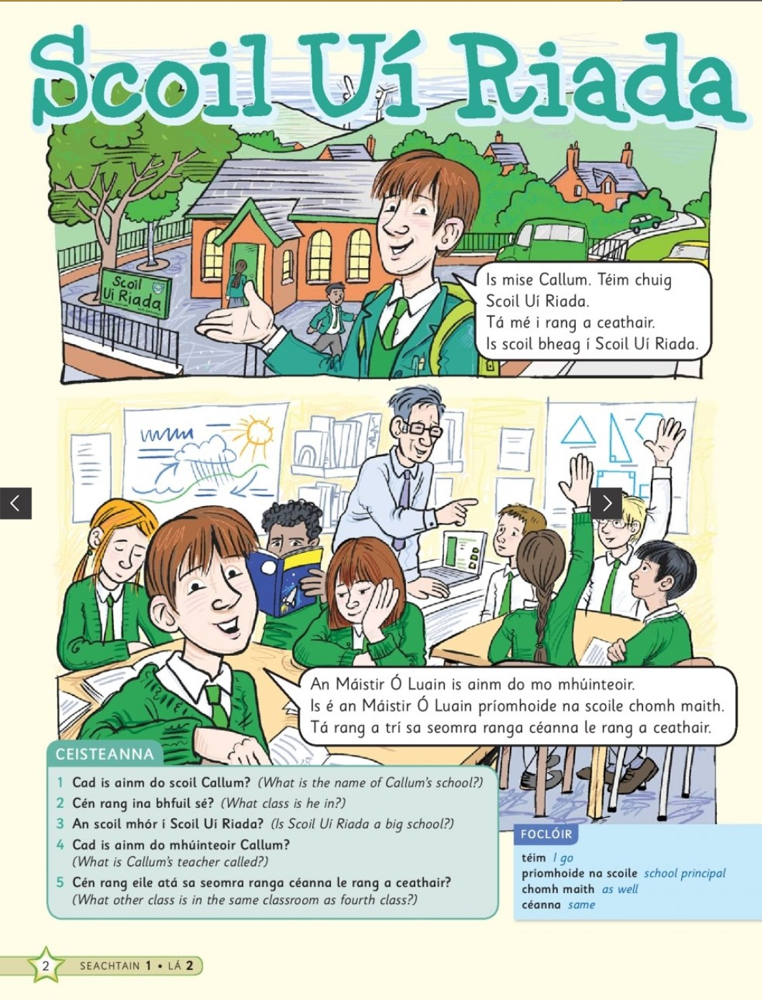 Scoil Uí Riada
Scoil
Uí Riada
Is mise Callum. Téim chuig
Scoil Uí Riada.
Tá mé i rang a ceathair.
Is scoil bheag í Scoil Uí Riada.
An Máistir Ó Luain is ainm do mo mhúinteoir.
Is é an Máistir Ó Luain príomhoide na scoile chomh maith.
Tá rang a trí sa seomra ranga céanna le rang a ceathair.
CEISTEANNA
1 Cad is ainm do scoil Callum? (What is the name of Callum's school?)
2 Cén rang ina bhfuil sé? (What class is he in?)
3 An scoil mhór í Scoil Uí Riada? (Is Scoil Uí Riada a big school?)
4 Cad is ainm do mhúinteoir Callum?
(What is Callum's teacher called?)
5 Cén rang eile atá sa seomra ranga céanna le rang a ceathair?
(What other class is in the same classroom as fourth class?)
FOCLÓIR
téim I go
príomhoide na scoile school principal
chomh maith as well
céanna same
2 SEACHTAIN 1 • LÁ 2